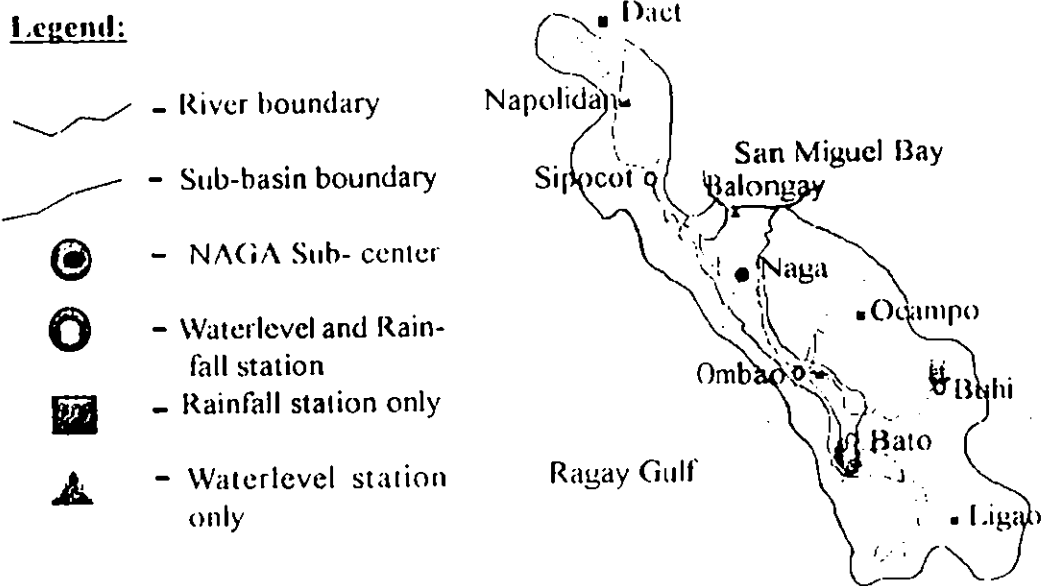 Legend:
- River boundary
- Sub-basin boundary
- NAGA Sub- center
- Waterlevel and Rain-
fall station
- Rainfall station only
- Waterlevel station
only
Daet
Napolidan
San Miguel Bay
Sipocot
Balongay
Naga
Ocampo
Ombao
Buhi
Bato
Ragay Gulf
Ligao